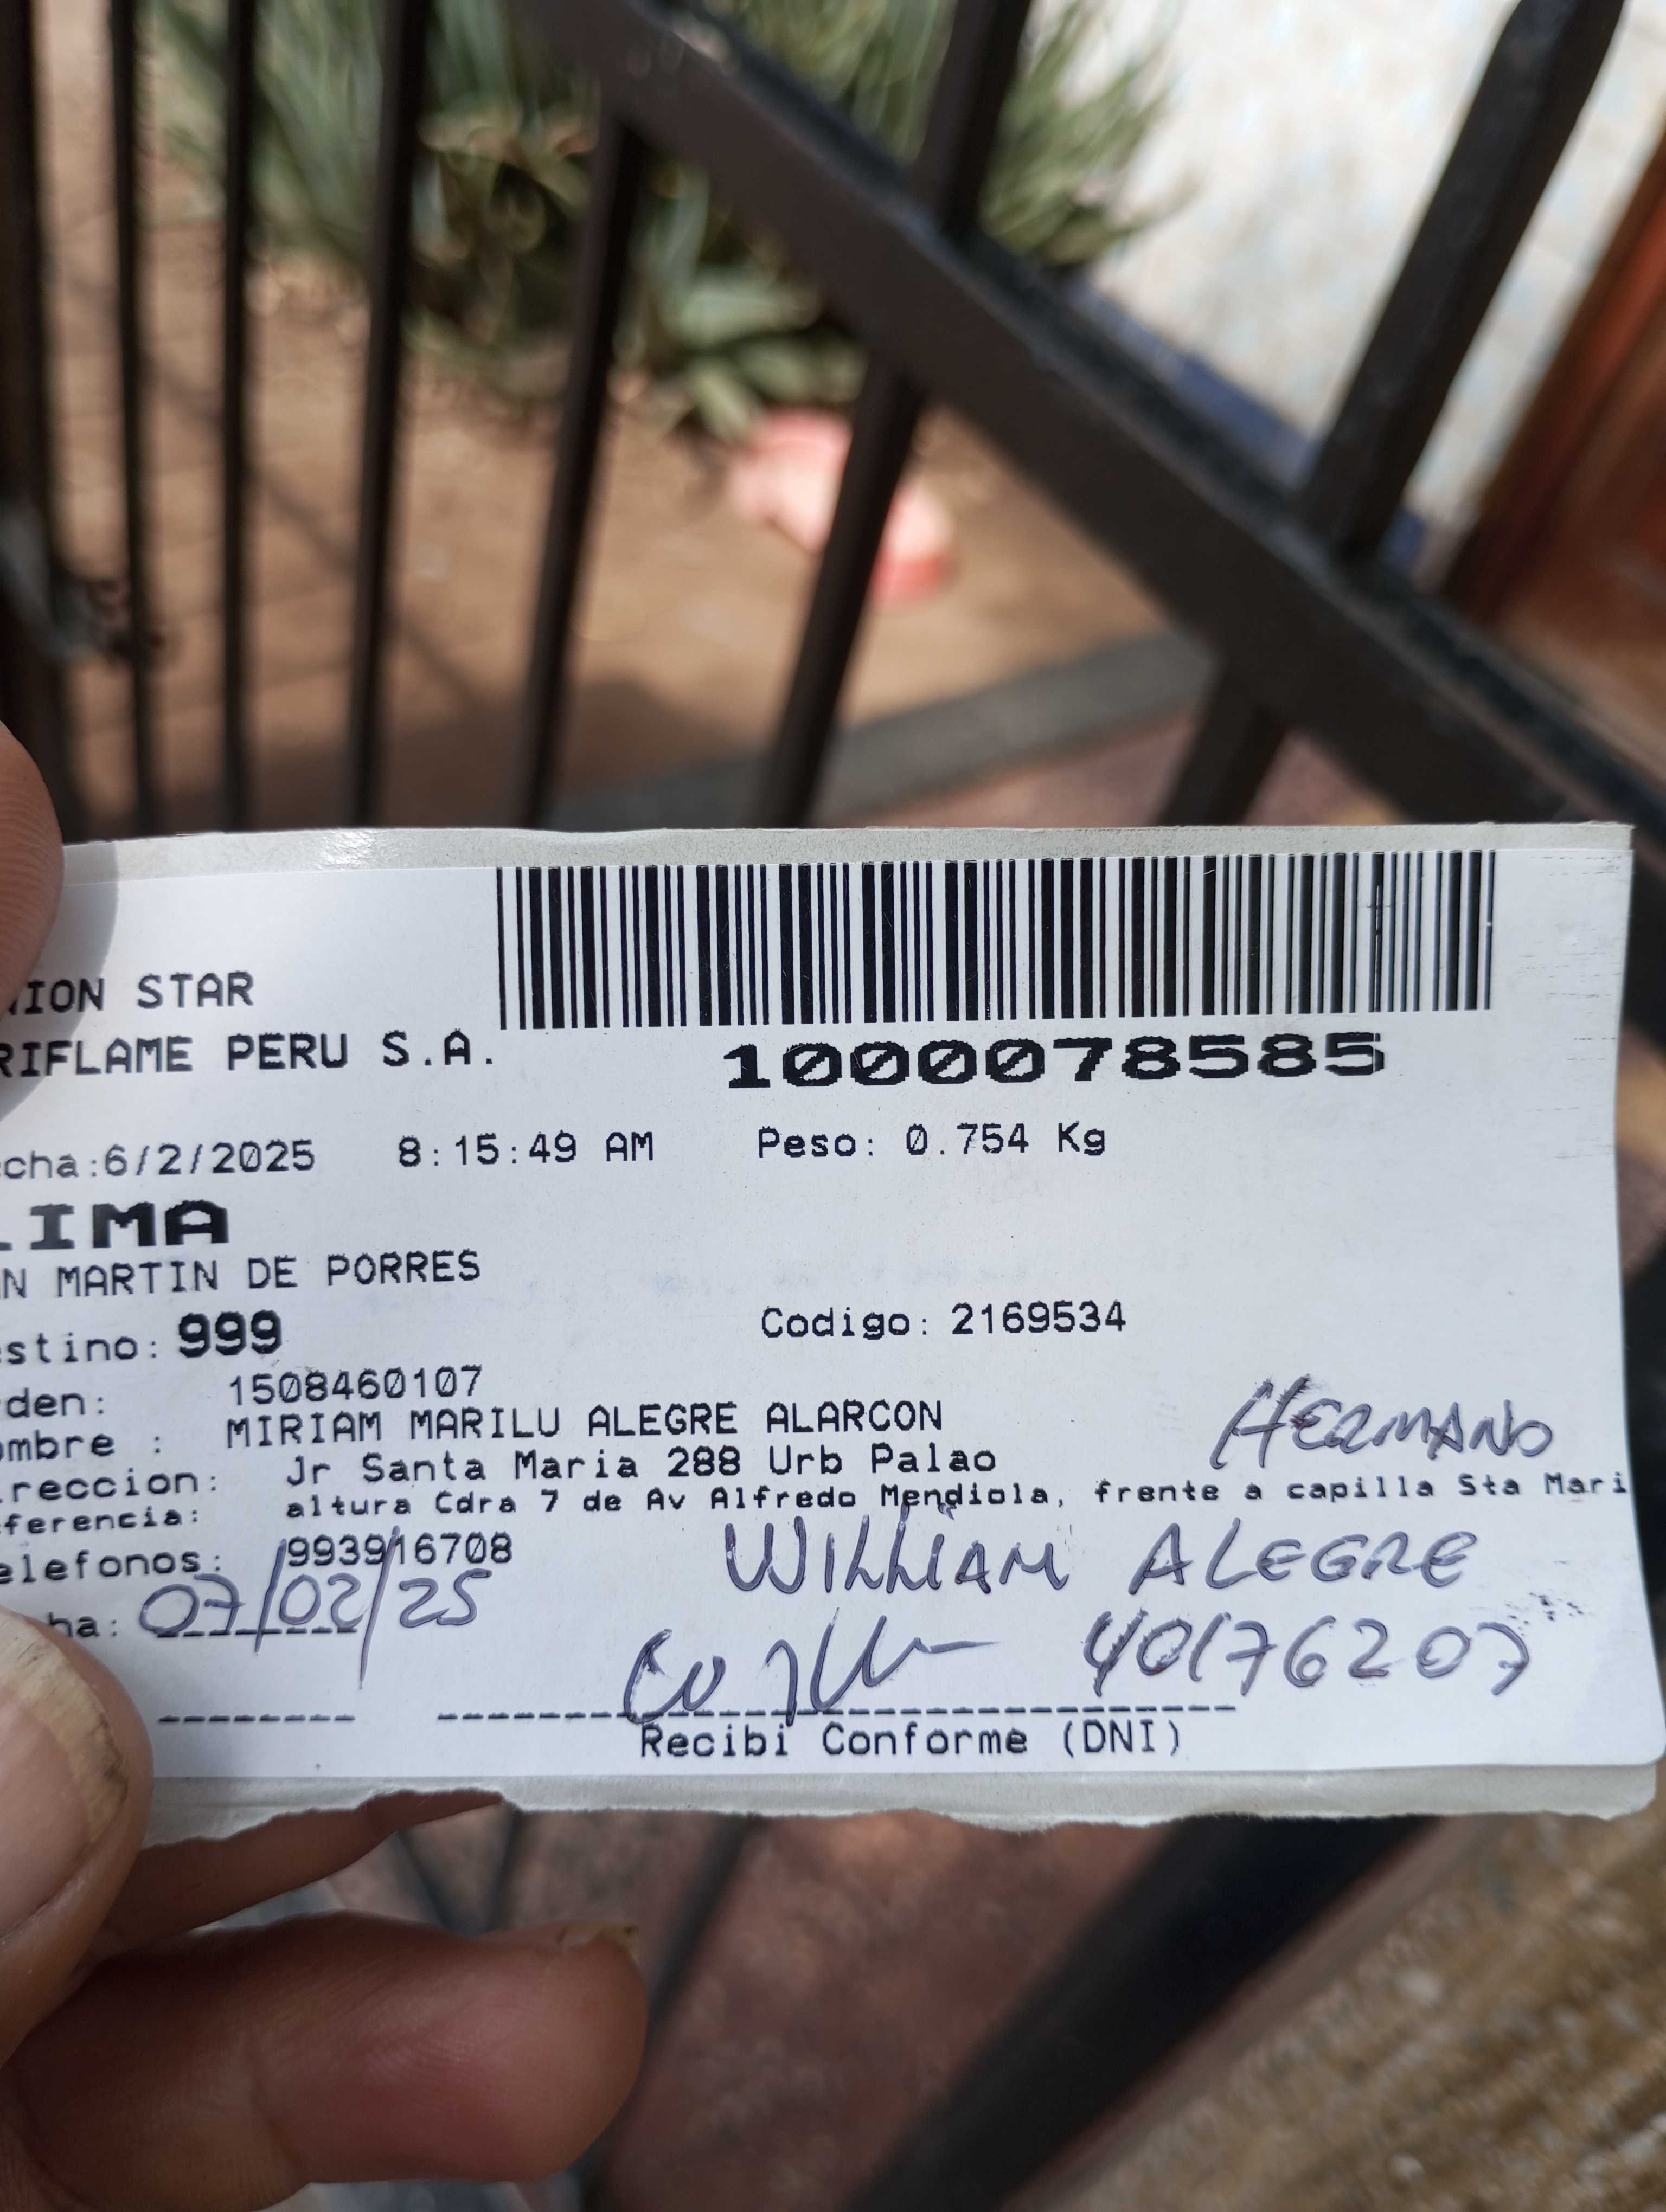 NION STAR
RIFLAME PERU S.A.
1000078585
echa:6/2/2025 8:15:49 AM Peso: 0.754 Kg
LIMA
N MARTIN DE PORRES
estino: 999 Codigo: 2169534
den: 1508460107
ombre : MIRIAM MARILU ALEGRE ALARCON
HERMANO
reccion: Jr Santa Maria 288 Urb Palao
ferencia: altura Cdra 7 de Av Alfredo Mendiola, frente a capilla Sta Mari
elefonos: 993916708
WILLIAM ALEGRE
ha: 07/02/25
40176207
Recibi Conforme (DNI)